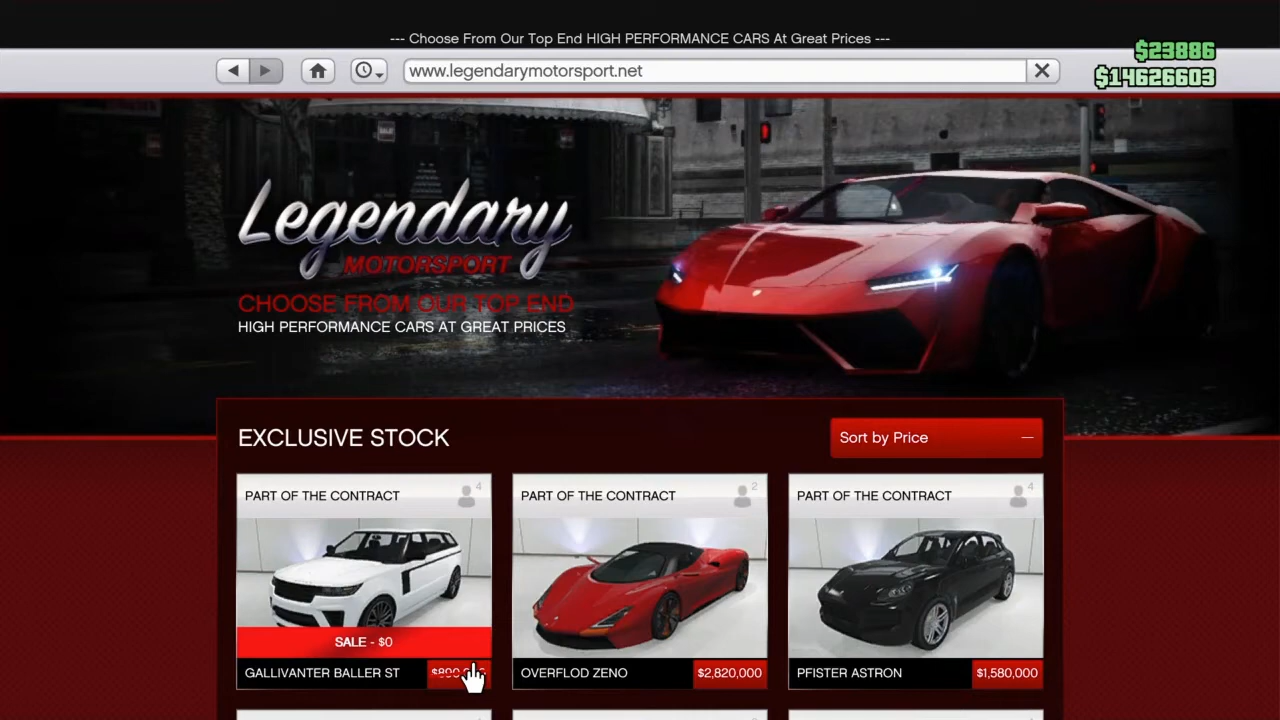 --- Choose From Our Top End HIGH PERFORMANCE CARS At Great Prices ---
$23886
www.legendarymotorsport.net
$14626603
Legendary
MOTORSPORT
CHOOSE FROM OUR TOP END
HIGH PERFORMANCE CARS AT GREAT PRICES
EXCLUSIVE STOCK
Sort by Price
PART OF THE CONTRACT 4
PART OF THE CONTRACT 2
PART OF THE CONTRACT 4
SALE - $0
GALLIVANTER BALLER ST
OVERFLOD ZENO $2,820,000
PFISTER ASTRON $1,580,000